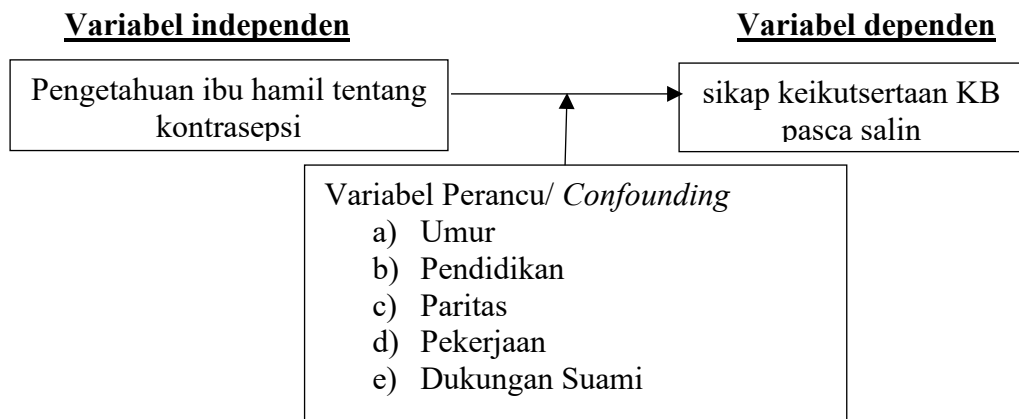 Variabel independen
Variabel dependen
Pengetahuan ibu hamil tentang
kontrasepsi
sikap keikutsertaan KB
pasca salin
Variabel Perancu/ Confounding
a) Umur
b) Pendidikan
c) Paritas
d) Pekerjaan
e) Dukungan Suami